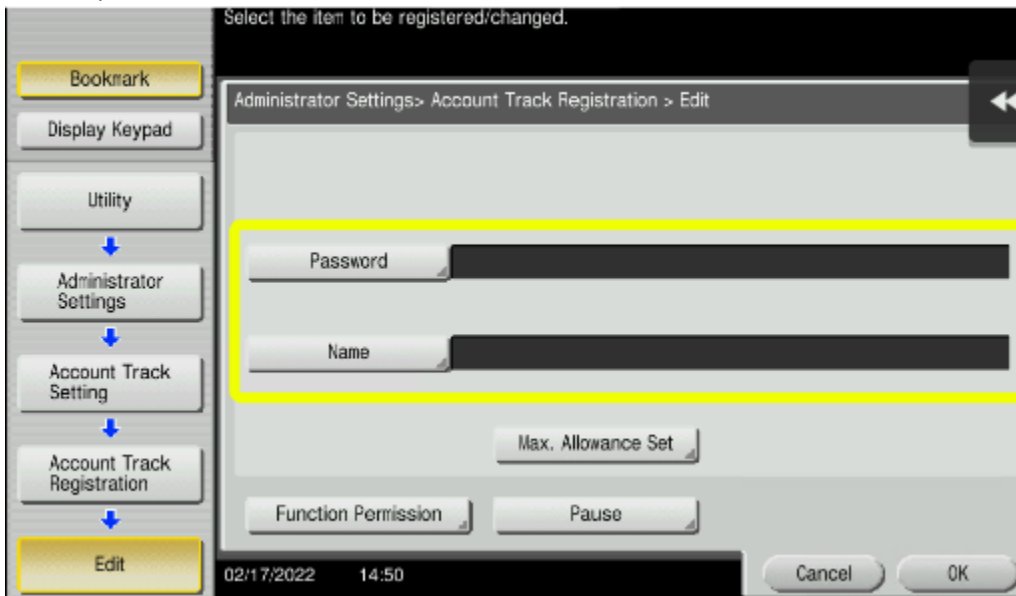 Select the item to be registered/changed.
Bookmark
Display Keypad
Administrator Settings> Account Track Registration > Edit
Utility
Administrator
Settings
Account Track
Setting
Account Track
Registration
Edit
Password
Name
Max. Allowance Set
Function Permission
Pause
02/17/2022 14:50
Cancel
OK